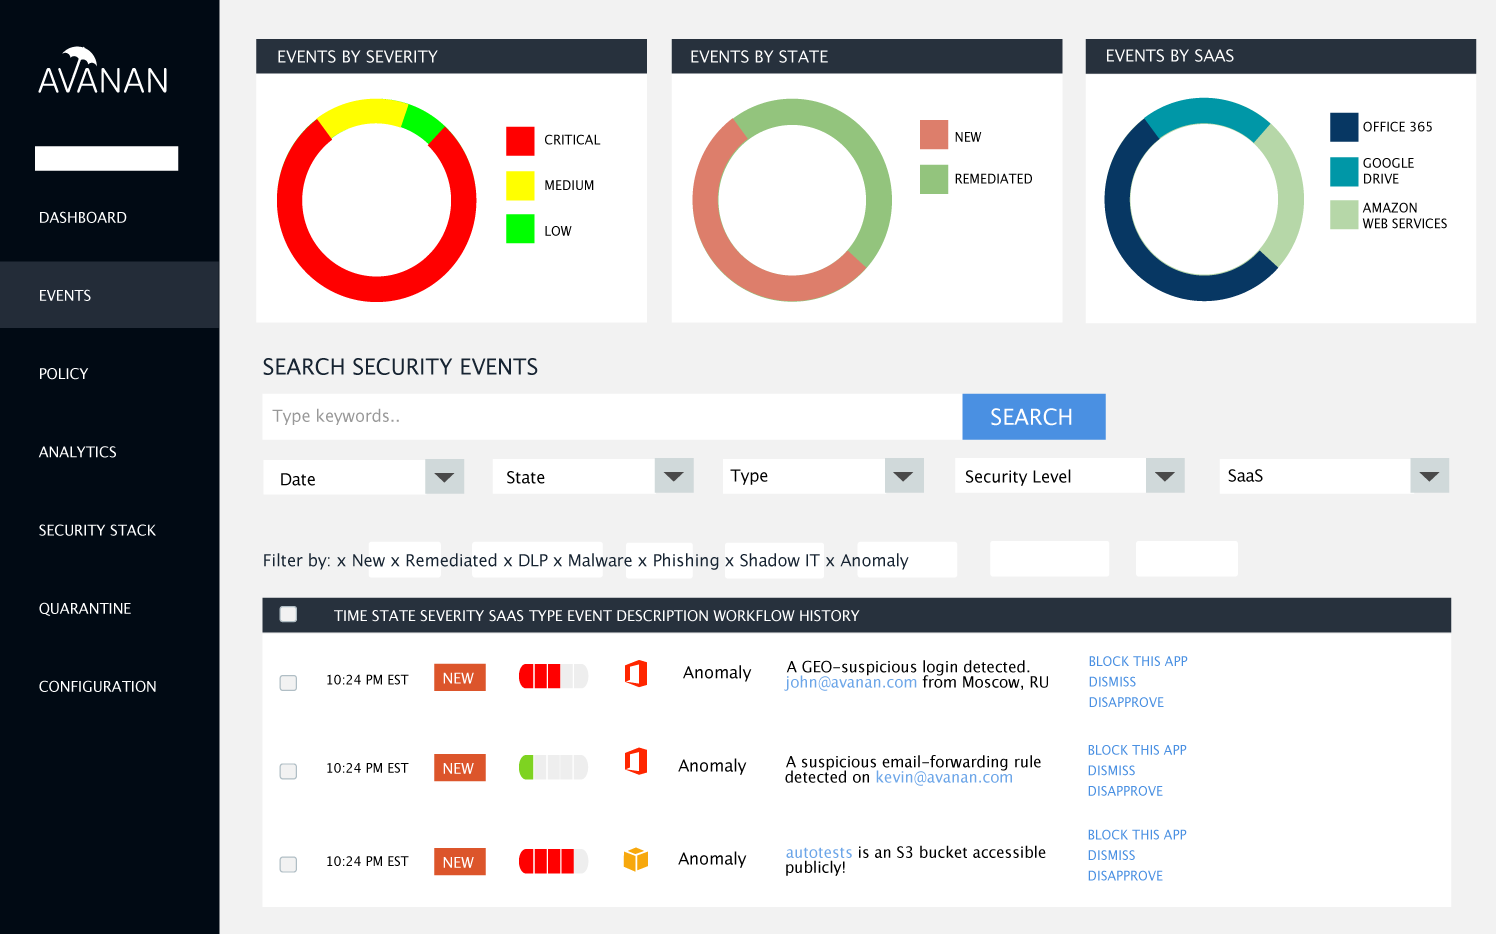 AVANAN
DASHBOARD
EVENTS
POLICY
ANALYTICS
SECURITY STACK
QUARANTINE
CONFIGURATION
EVENTS BY SEVERITY
CRITICAL
MEDIUM
LOW
EVENTS BY STATE
NEW
REMEDIATED
EVENTS BY SAAS
OFFICE 365
GOOGLE
DRIVE
AMAZON
WEB SERVICES
SEARCH SECURITY EVENTS
Type keywords..
SEARCH
Date
State
Type
Security Level
SaaS
Filter by: x New x Remediated x DLP x Malware x Phishing x Shadow IT x Anomaly
TIME STATE SEVERITY SAAS TYPE EVENT DESCRIPTION WORKFLOW HISTORY
10:24 PM EST
NEW
Anomaly
A GEO-suspicious login detected.
john@avanan.com from Moscow, RU
BLOCK THIS APP
DISMISS
DISAPPROVE
10:24 PM EST
NEW
Anomaly
A suspicious email-forwarding rule
detected on kevin@avanan.com
BLOCK THIS APP
DISMISS
DISAPPROVE
10:24 PM EST
NEW
Anomaly
autotests is an S3 bucket accessible
publicly!
BLOCK THIS APP
DISMISS
DISAPPROVE